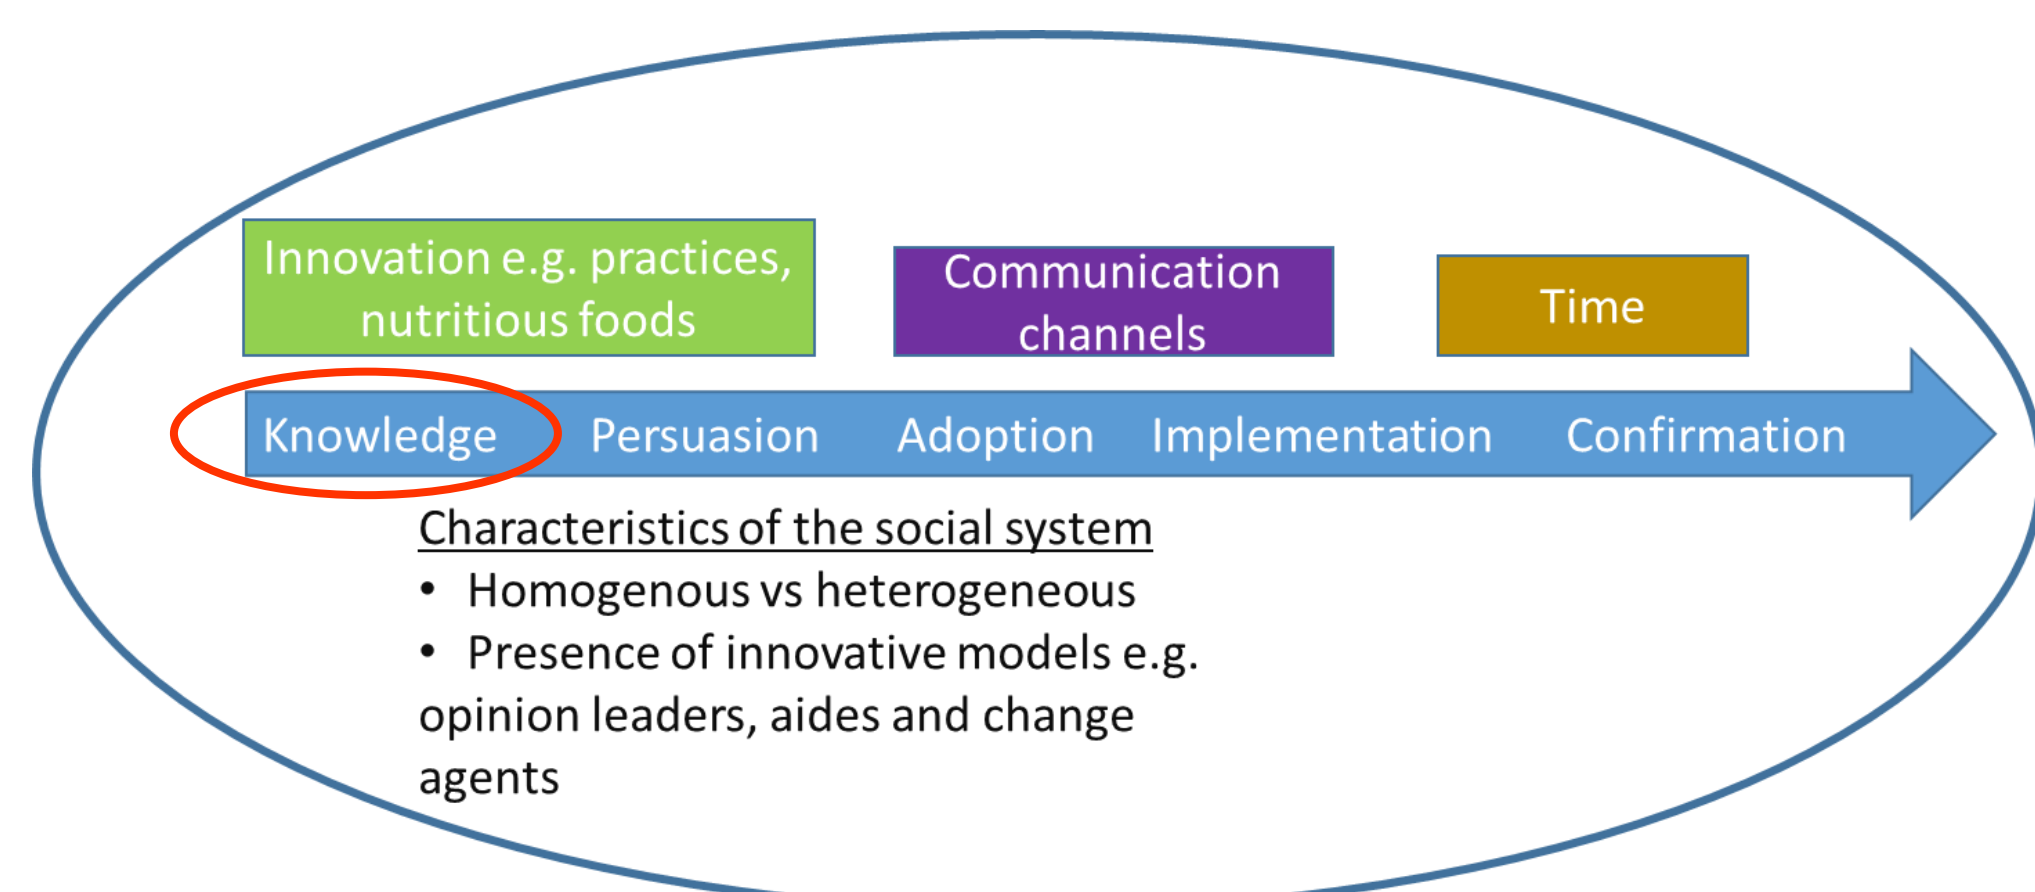 Innovation e.g. practices,
nutritious foods
Communication
channels
Time
Knowledge Persuasion Adoption Implementation Confirmation
Characteristics of the social system
• Homogenous vs heterogeneous
• Presence of innovative models e.g.
opinion leaders, aides and change
agents